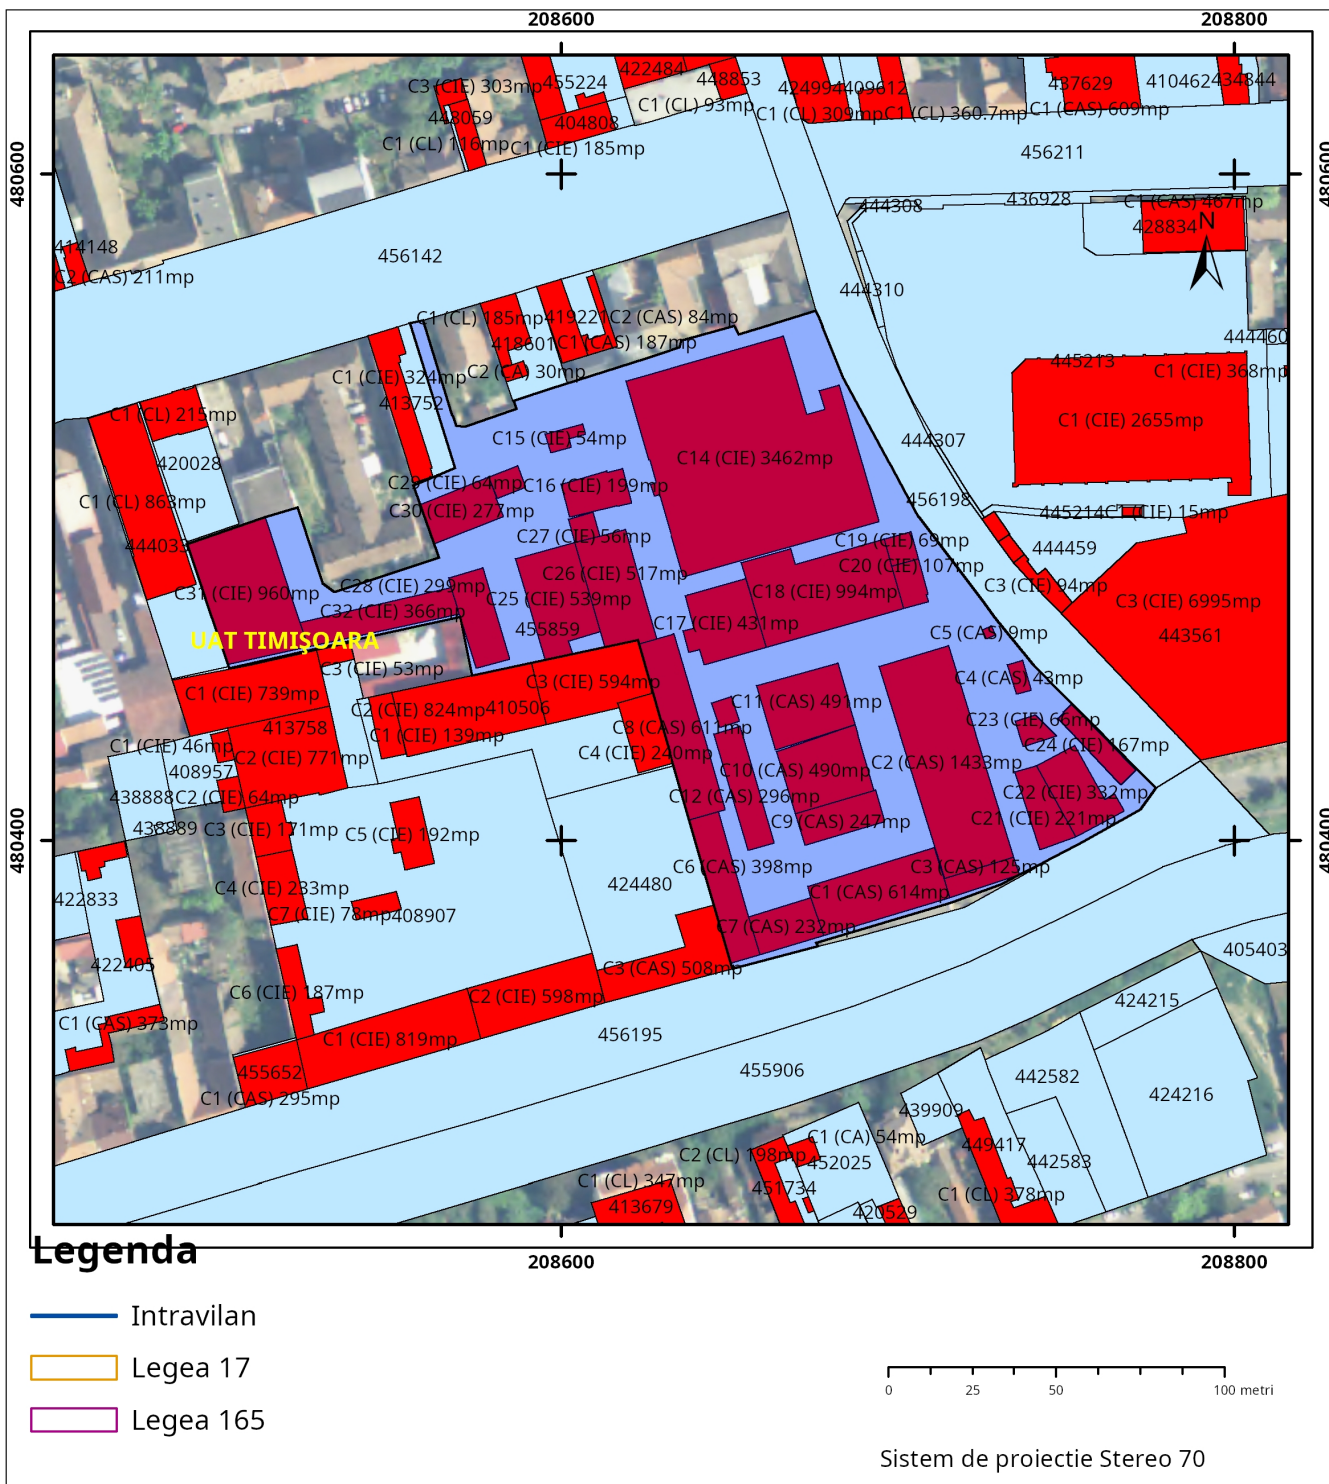 208600
208800
480600
480600
C3 (CIE) 303mp
455224
422484
448853
C1 (CL) 93mp
424994
409612
437629
410462
434844
448059
404808
C1 (CL) 309mp
C1 (CL) 360.7mp
C1 (CAS) 609mp
C1 (CL) 116mp
C1 (CIE) 185mp
456211
444308
436928
C1 (CAS) 467mp
428834
N
414148
C2 (CAS) 211mp
456142
444310
C1 (CL) 185mp
419221
C2 (CAS) 84mp
418601
C1 (CAS) 187mp
444460
445213
C1 (CIE) 368mp
C1 (CIE) 324mp
C2 (CA) 30mp
413752
C1 (CL) 215mp
C1 (CIE) 2655mp
C15 (CIE) 54mp
444307
C14 (CIE) 3462mp
420028
C29 (CIE) 64mp
C16 (CIE) 199mp
C1 (CL) 863mp
456198
C30 (CIE) 277mp
445214
C1 (CIE) 15mp
444033
C27 (CIE) 56mp
C19 (CIE) 69mp
444459
C20 (CIE) 107mp
C26 (CIE) 517mp
C28 (CIE) 299mp
C3 (CIE) 94mp
C31 (CIE) 960mp
C25 (CIE) 539mp
C18 (CIE) 994mp
C3 (CIE) 6995mp
C32 (CIE) 366mp
C17 (CIE) 431mp
455859
C5 (CAS) 9mp
443561
UAT TIMIŞOARA
C3 (CIE) 53mp
C4 (CAS) 43mp
C1 (CIE) 739mp
C3 (CIE) 594mp
C2 (CIE) 824mp
410506
C11 (CAS) 491mp
413758
C8 (CAS) 611mp
C23 (CIE) 66mp
C1 (CIE) 139mp
C1 (CIE) 46mp
C24 (CIE) 167mp
C2 (CIE) 771mp
C4 (CIE) 240mp
C2 (CAS) 1433mp
408957
C10 (CAS) 490mp
438888
C2 (CIE) 64mp
C12 (CAS) 296mp
C22 (CIE) 332mp
438889
C3 (CIE) 171mp
C5 (CIE) 192mp
C9 (CAS) 247mp
C21 (CIE) 221mp
480400
480400
C6 (CAS) 398mp
C3 (CAS) 125mp
C4 (CIE) 233mp
424480
C1 (CAS) 614mp
422833
C7 (CIE) 78mp
408907
C7 (CAS) 232mp
405403
422405
C3 (CAS) 508mp
C6 (CIE) 187mp
C2 (CIE) 598mp
424215
C1 (CAS) 373mp
C1 (CIE) 819mp
456195
455906
455652
442582
C1 (CAS) 295mp
424216
439909
C1 (CA) 54mp
449417
C2 (CL) 198mp
452025
442583
C1 (CL) 347mp
451734
C1 (CL) 378mp
413679
420529
208600
208800
Legenda
Intravilan
Legea 17
Legea 165
0 25 50 100 metri
Sistem de proiectie Stereo 70